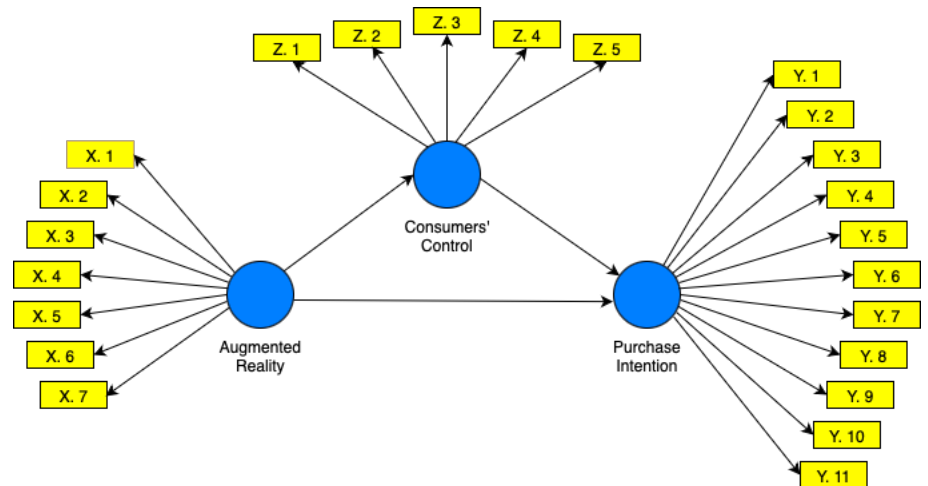 Z. 1
Z. 2
Z. 3
Z. 4
Z. 5
X. 1
X. 2
X. 3
X. 4
X. 5
X. 6
X. 7
Consumers'
Control
Augmented
Reality
Purchase
Intention
Y. 1
Y. 2
Y. 3
Y. 4
Y. 5
Y. 6
Y. 7
Y. 8
Y. 9
Y. 10
Y. 11